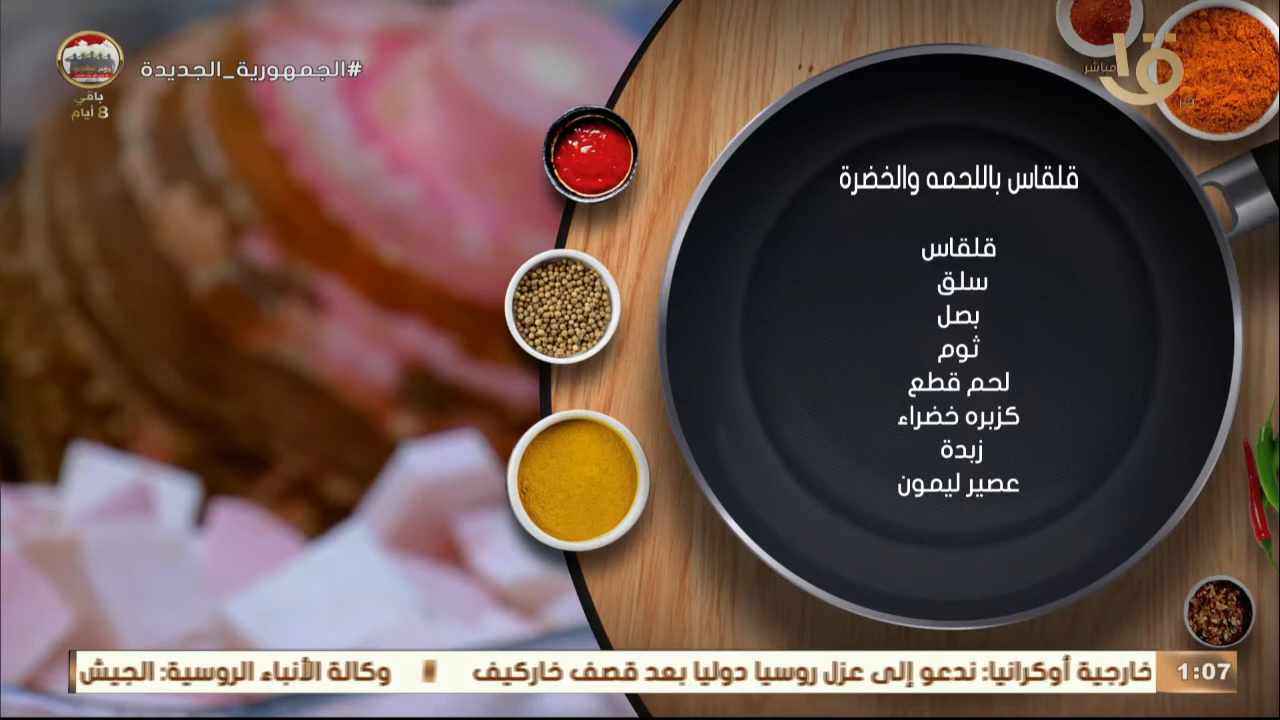 #الجمهورية_الجديدة
باقي
8 أيام
مباشر
HD
قلقاس باللحمه والخضرة
قلقاس
سلق
بصل
ثوم
لحم قطع
كزبره خضراء
زبدة
عصير ليمون
1:07
خارجية أوكرانيا: ندعو إلى عزل روسيا دوليا بعد قصف خاركيف
وكالة الأنباء الروسية: الجيش